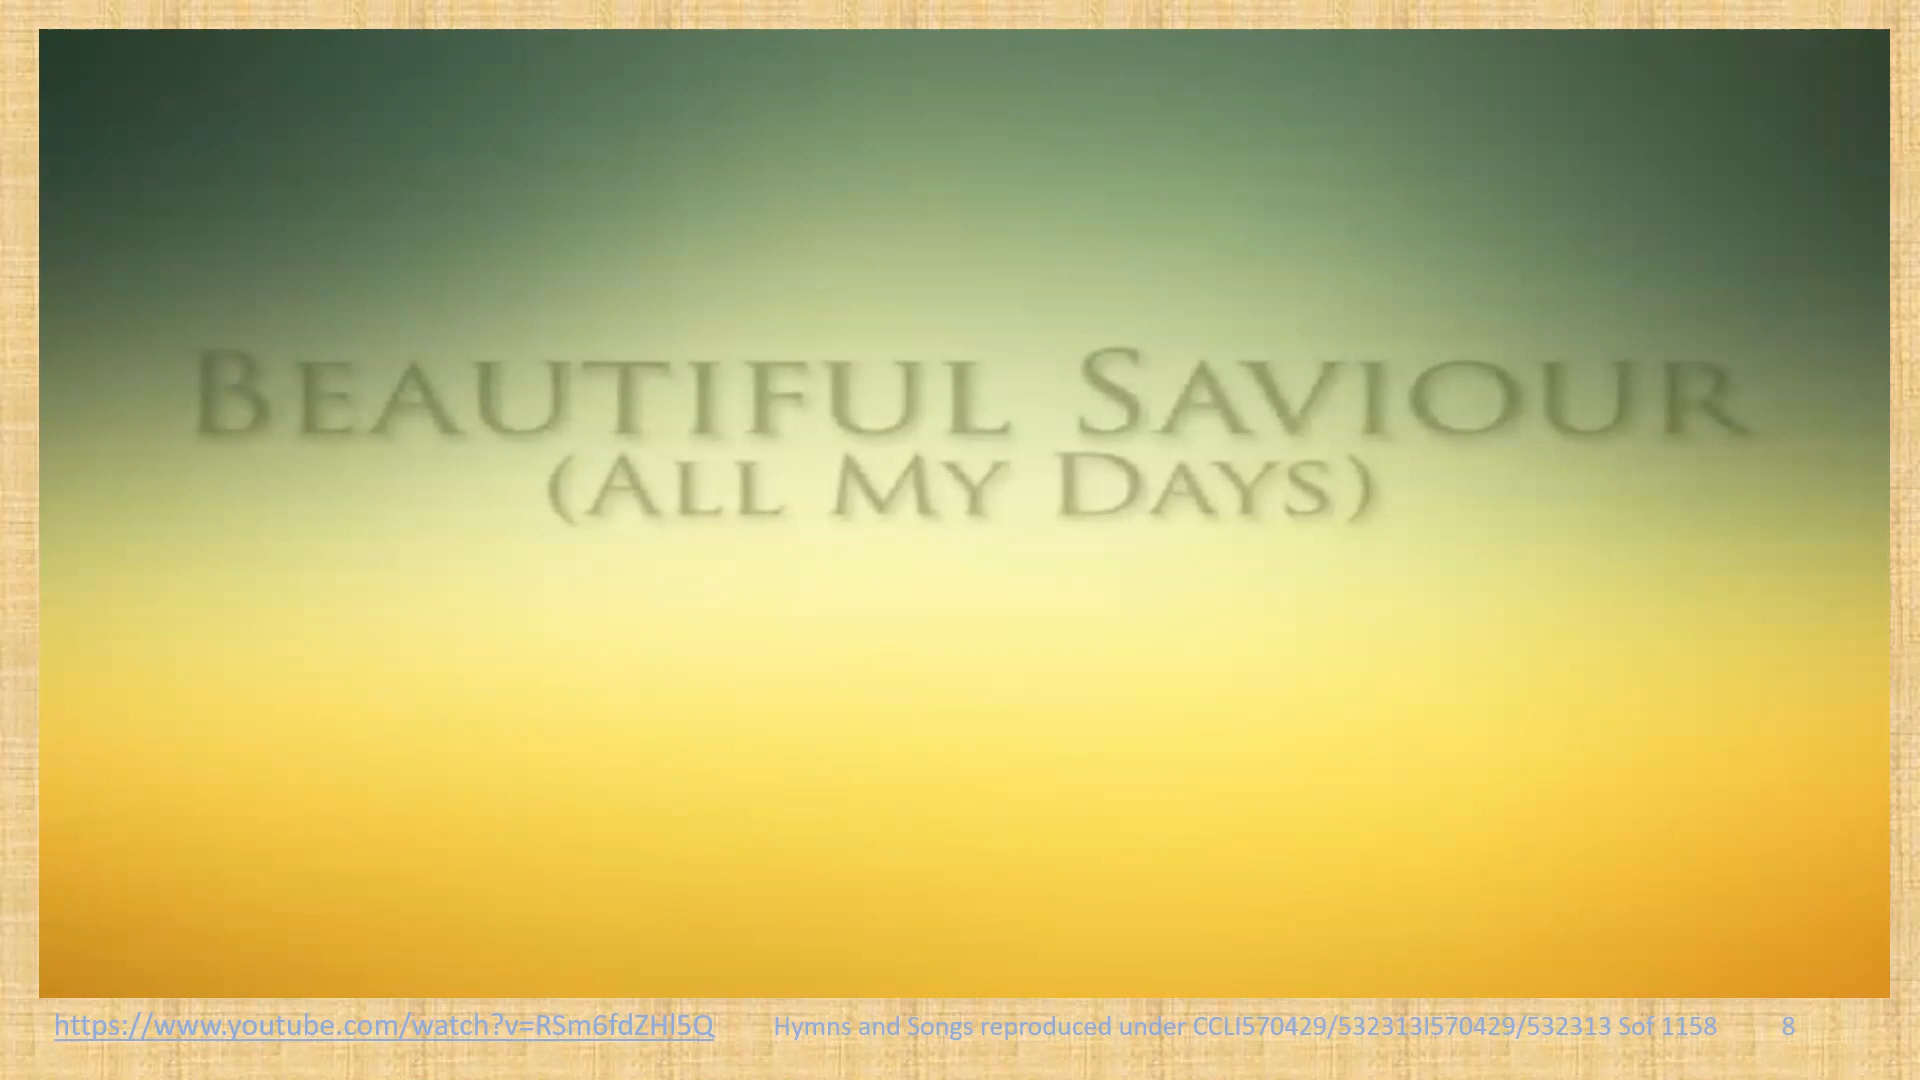 BEAUTIFUL SAVIOUR
(ALL MY DAYS)
https://www.youtube.com/watch?v=RSm6fdZHl5Q Hymns and Songs reproduced under CCLI570429/532313I570429/532313 Sof 1158 8